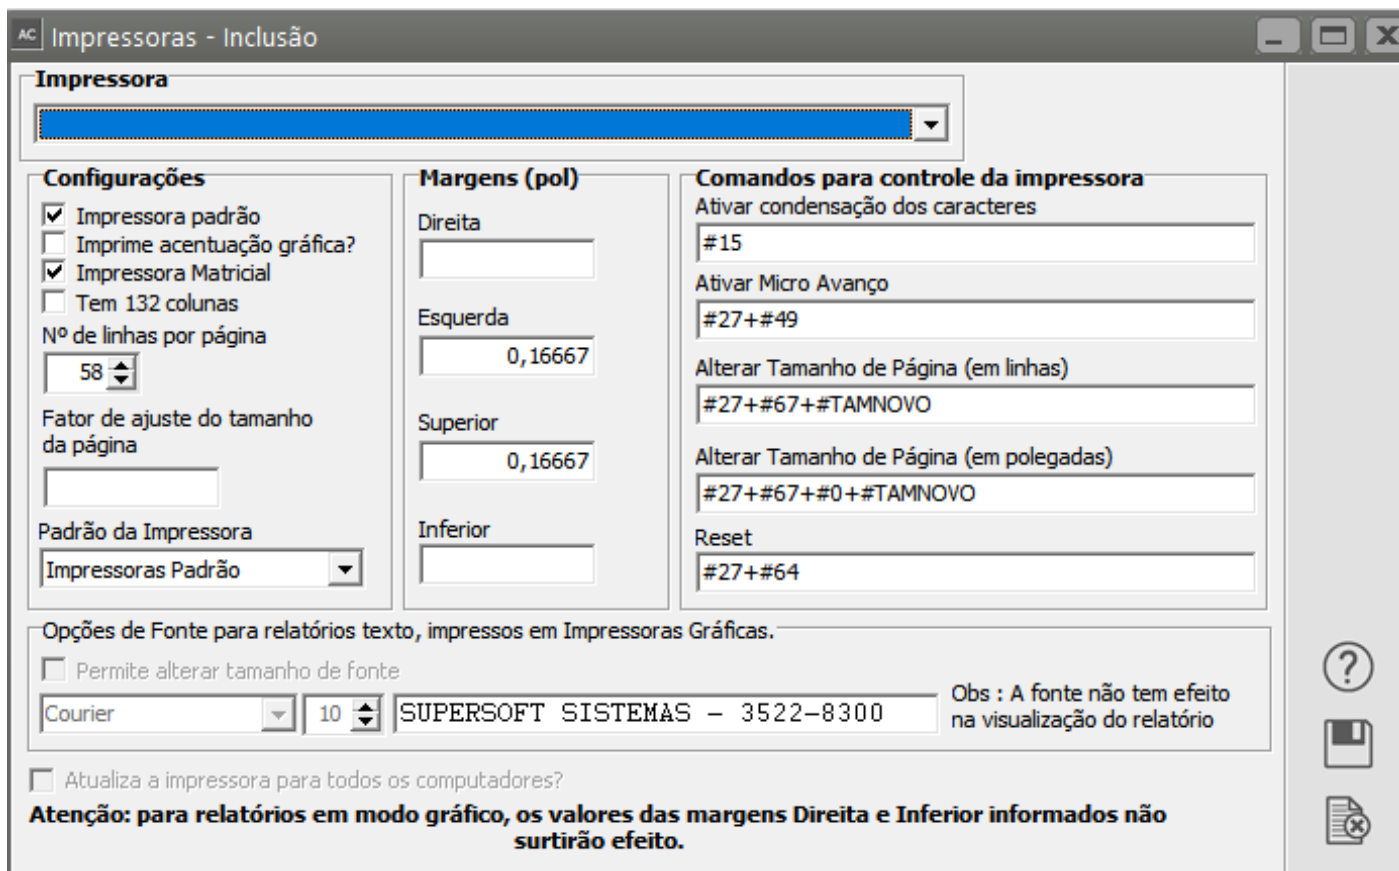 AC Impressoras - Inclusão
Impressora
Configurações
Impressora padrão
Imprime acentuação gráfica?
Impressora Matricial
Tem 132 colunas
Nº de linhas por página
58
Fator de ajuste do tamanho
da página
Padrão da Impressora
Impressoras Padrão
Margens (pol)
Direita
Esquerda
0,16667
Superior
0,16667
Inferior
Comandos para controle da impressora
Ativar condensação dos caracteres
#15
Ativar Micro Avanço
#27+#49
Alterar Tamanho de Página (em linhas)
#27+#67+#TAMNOVO
Alterar Tamanho de Página (em polegadas)
#27+#67+#0+#TAMNOVO
Reset
#27+#64
Opções de Fonte para relatórios texto, impressos em Impressoras Gráficas.
Permite alterar tamanho de fonte
Courier 10 SUPERSOFT SISTEMAS - 3522-8300
Obs : A fonte não tem efeito
na visualização do relatório
Atualiza a impressora para todos os computadores?
Atenção: para relatórios em modo gráfico, os valores das margens Direita e Inferior informados não
surtirão efeito.